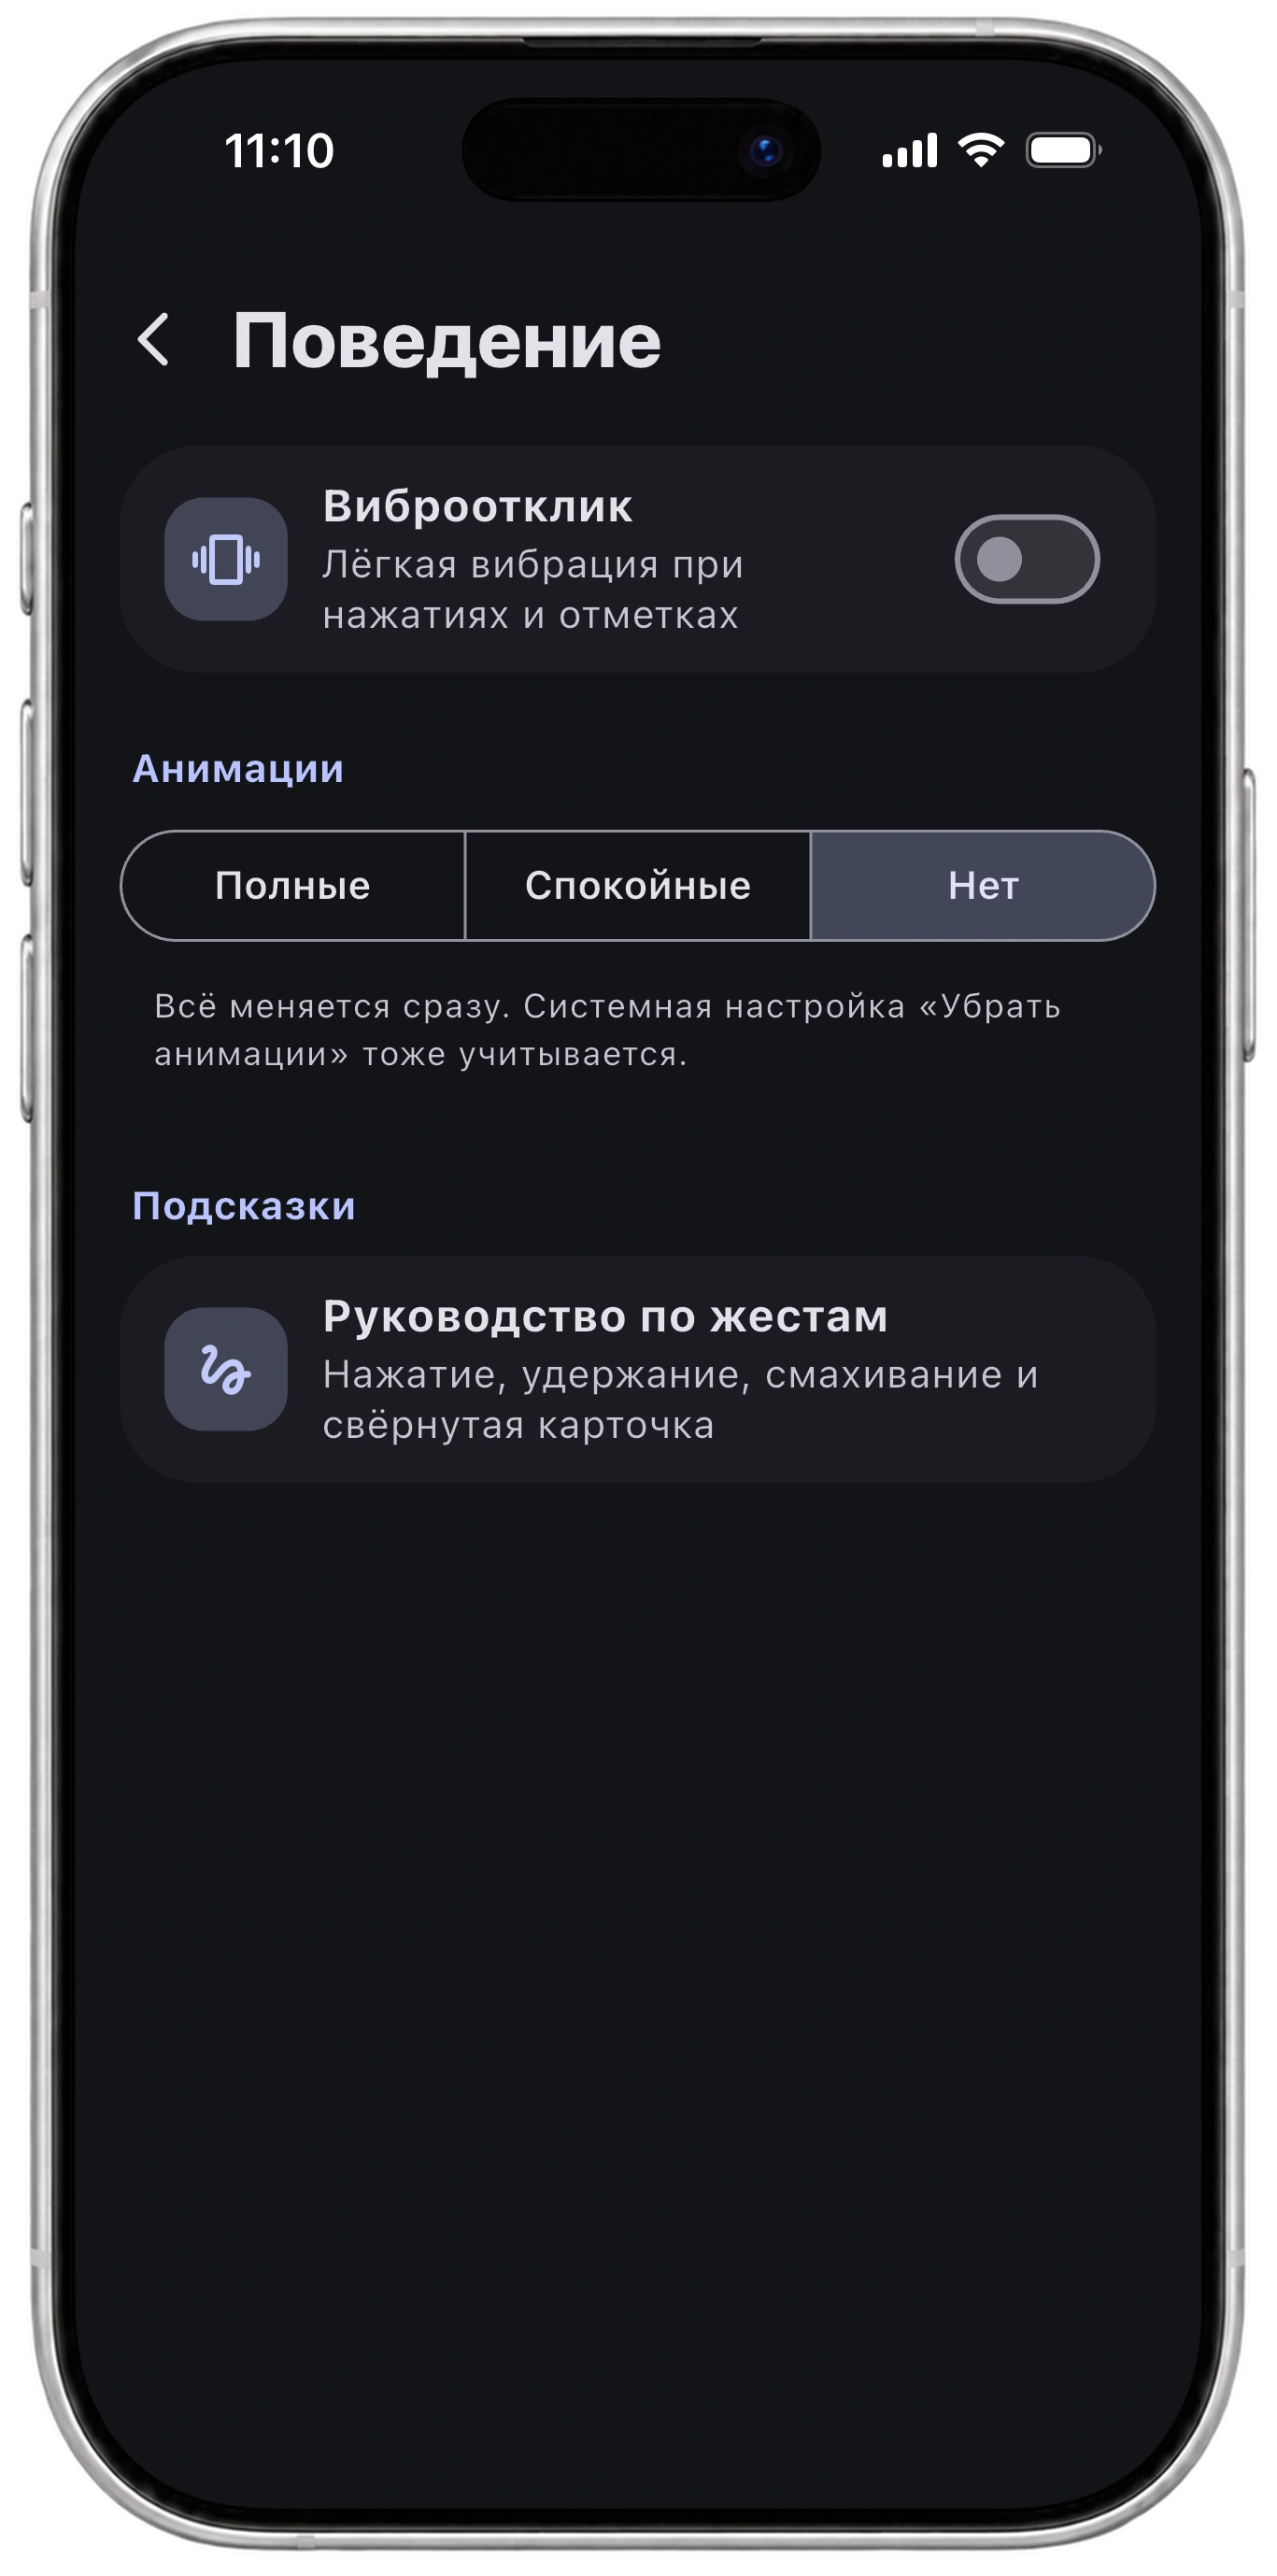 11:10
Поведение
Виброотклик
Лёгкая вибрация при
нажатиях и отметках
Анимации
Полные
Спокойные
Нет
Всё меняется сразу. Системная настройка «Убрать
анимации» тоже учитывается.
Подсказки
Руководство по жестам
Нажатие, удержание, смахивание и
свёрнутая карточка